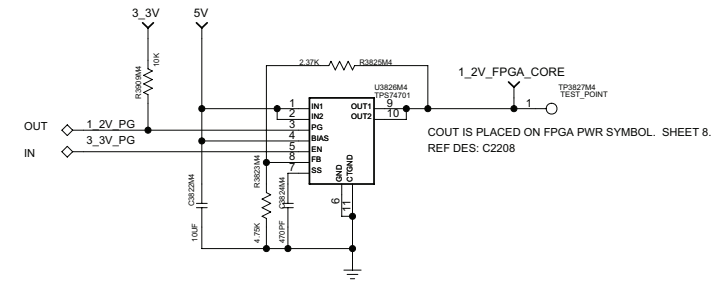 3_3V
5V
10K
R3909M4
2.37K
R3825M4
1_2V_FPGA_CORE
U3826M4
TPS74701
TP3827M4
TEST_POINT
1 IN1
2 IN2
3 PG
4 BIAS
5 EN
8 FB
7 SS
OUT1 9
OUT2 10
GND
CTGND
6
11
1
OUT
1_2V_PG
IN
3_3V_PG
COUT IS PLACED ON FPGA PWR SYMBOL. SHEET 8.
REF DES: C2208
C3822M4
10UF
R3823M4
4.75K
C3824M4
470PF